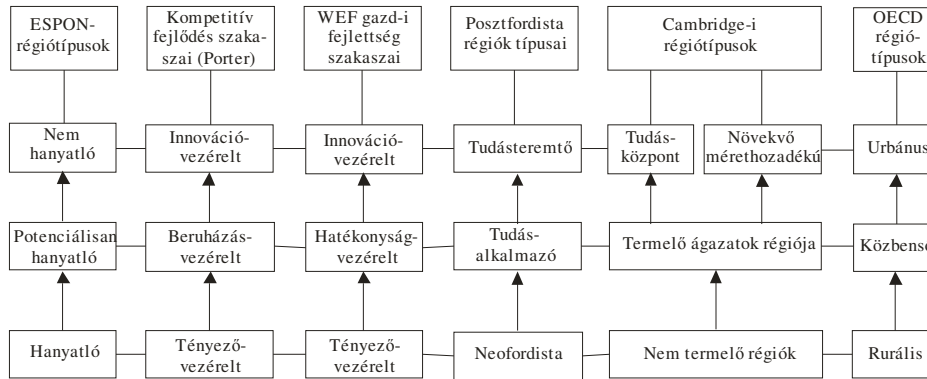 ESPON-
régiótípusok
Kompetitív
fejlődés szaka-
szai (Porter)
WEF gazd-i
fejlettség
szakaszai
Posztfordista
régiók típusai
Cambridge-i
régiótípusok
OECD
régió-
típusok
Nem
hanyatló
Innováció-
vezérelt
Innováció-
vezérelt
Tudásteremtő
Tudás-
központ
Növekvő
mérethozadékú
Urbánus
Potenciálisan
hanyatló
Beruházás-
vezérelt
Hatékonyság-
vezérelt
Tudás-
alkalmazó
Termelő ágazatok régiója
Közbenső
Hanyatló
Tényező-
vezérelt
Tényező-
vezérelt
Neofordista
Nem termelő régiók
Rurális